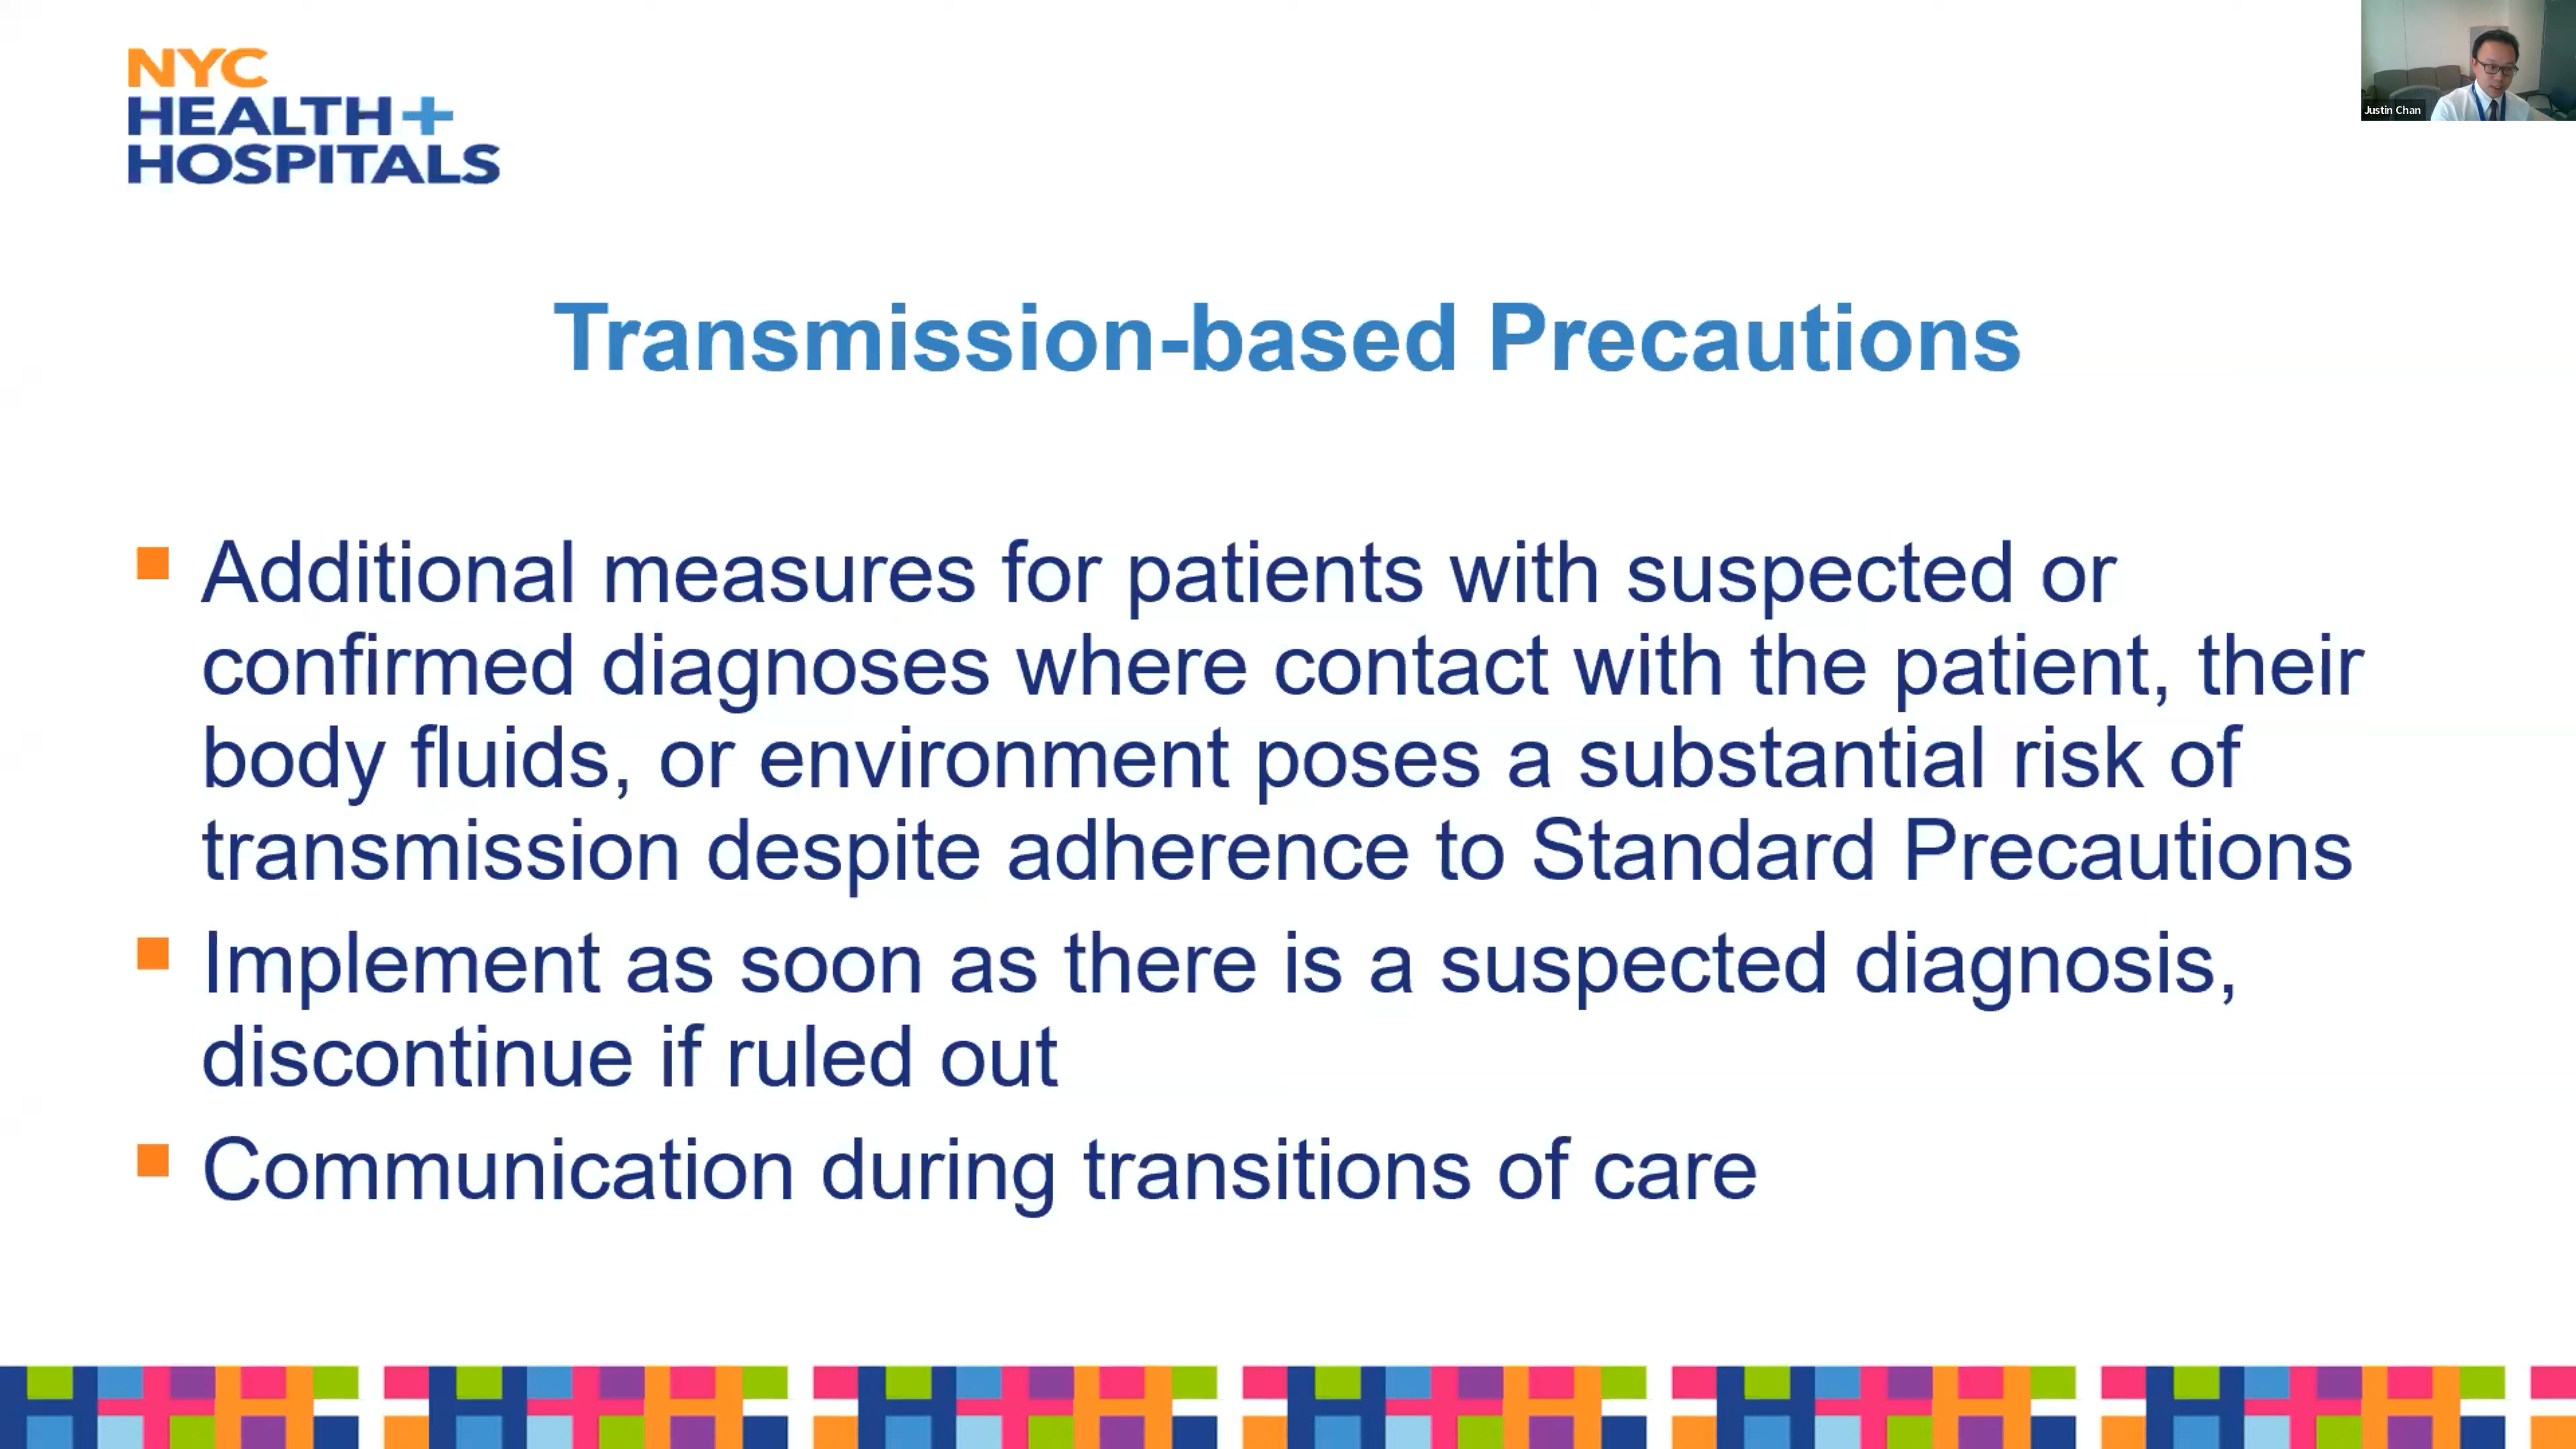 NYC
HEALTH+
HOSPITALS
Justin Chan
Transmission-based Precautions
Additional measures for patients with suspected or
confirmed diagnoses where contact with the patient, their
body fluids, or environment poses a substantial risk of
transmission despite adherence to Standard Precautions
Implement as soon as there is a suspected diagnosis,
discontinue if ruled out
Communication during transitions of care